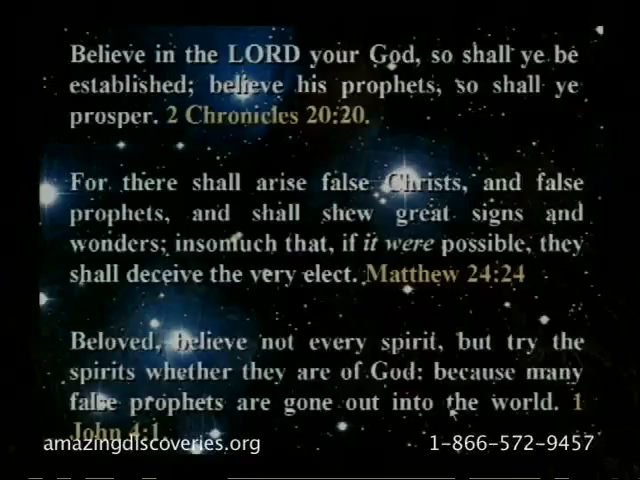 Believe in the LORD your God, so shall ye be
established; believe his prophets, so shall ye
prosper. 2 Chronicles 20:20.
For there shall arise false Christs, and false
prophets, and shall shew great signs and
wonders; insomuch that, if it were possible, they
shall deceive the very elect. Matthew 24:24
Beloved, believe not every spirit, but try the
spirits whether they are of God: because many
false prophets are gone out into the world. 1
John 4:1.
amazingdiscoveries.org 1-866-572-9457